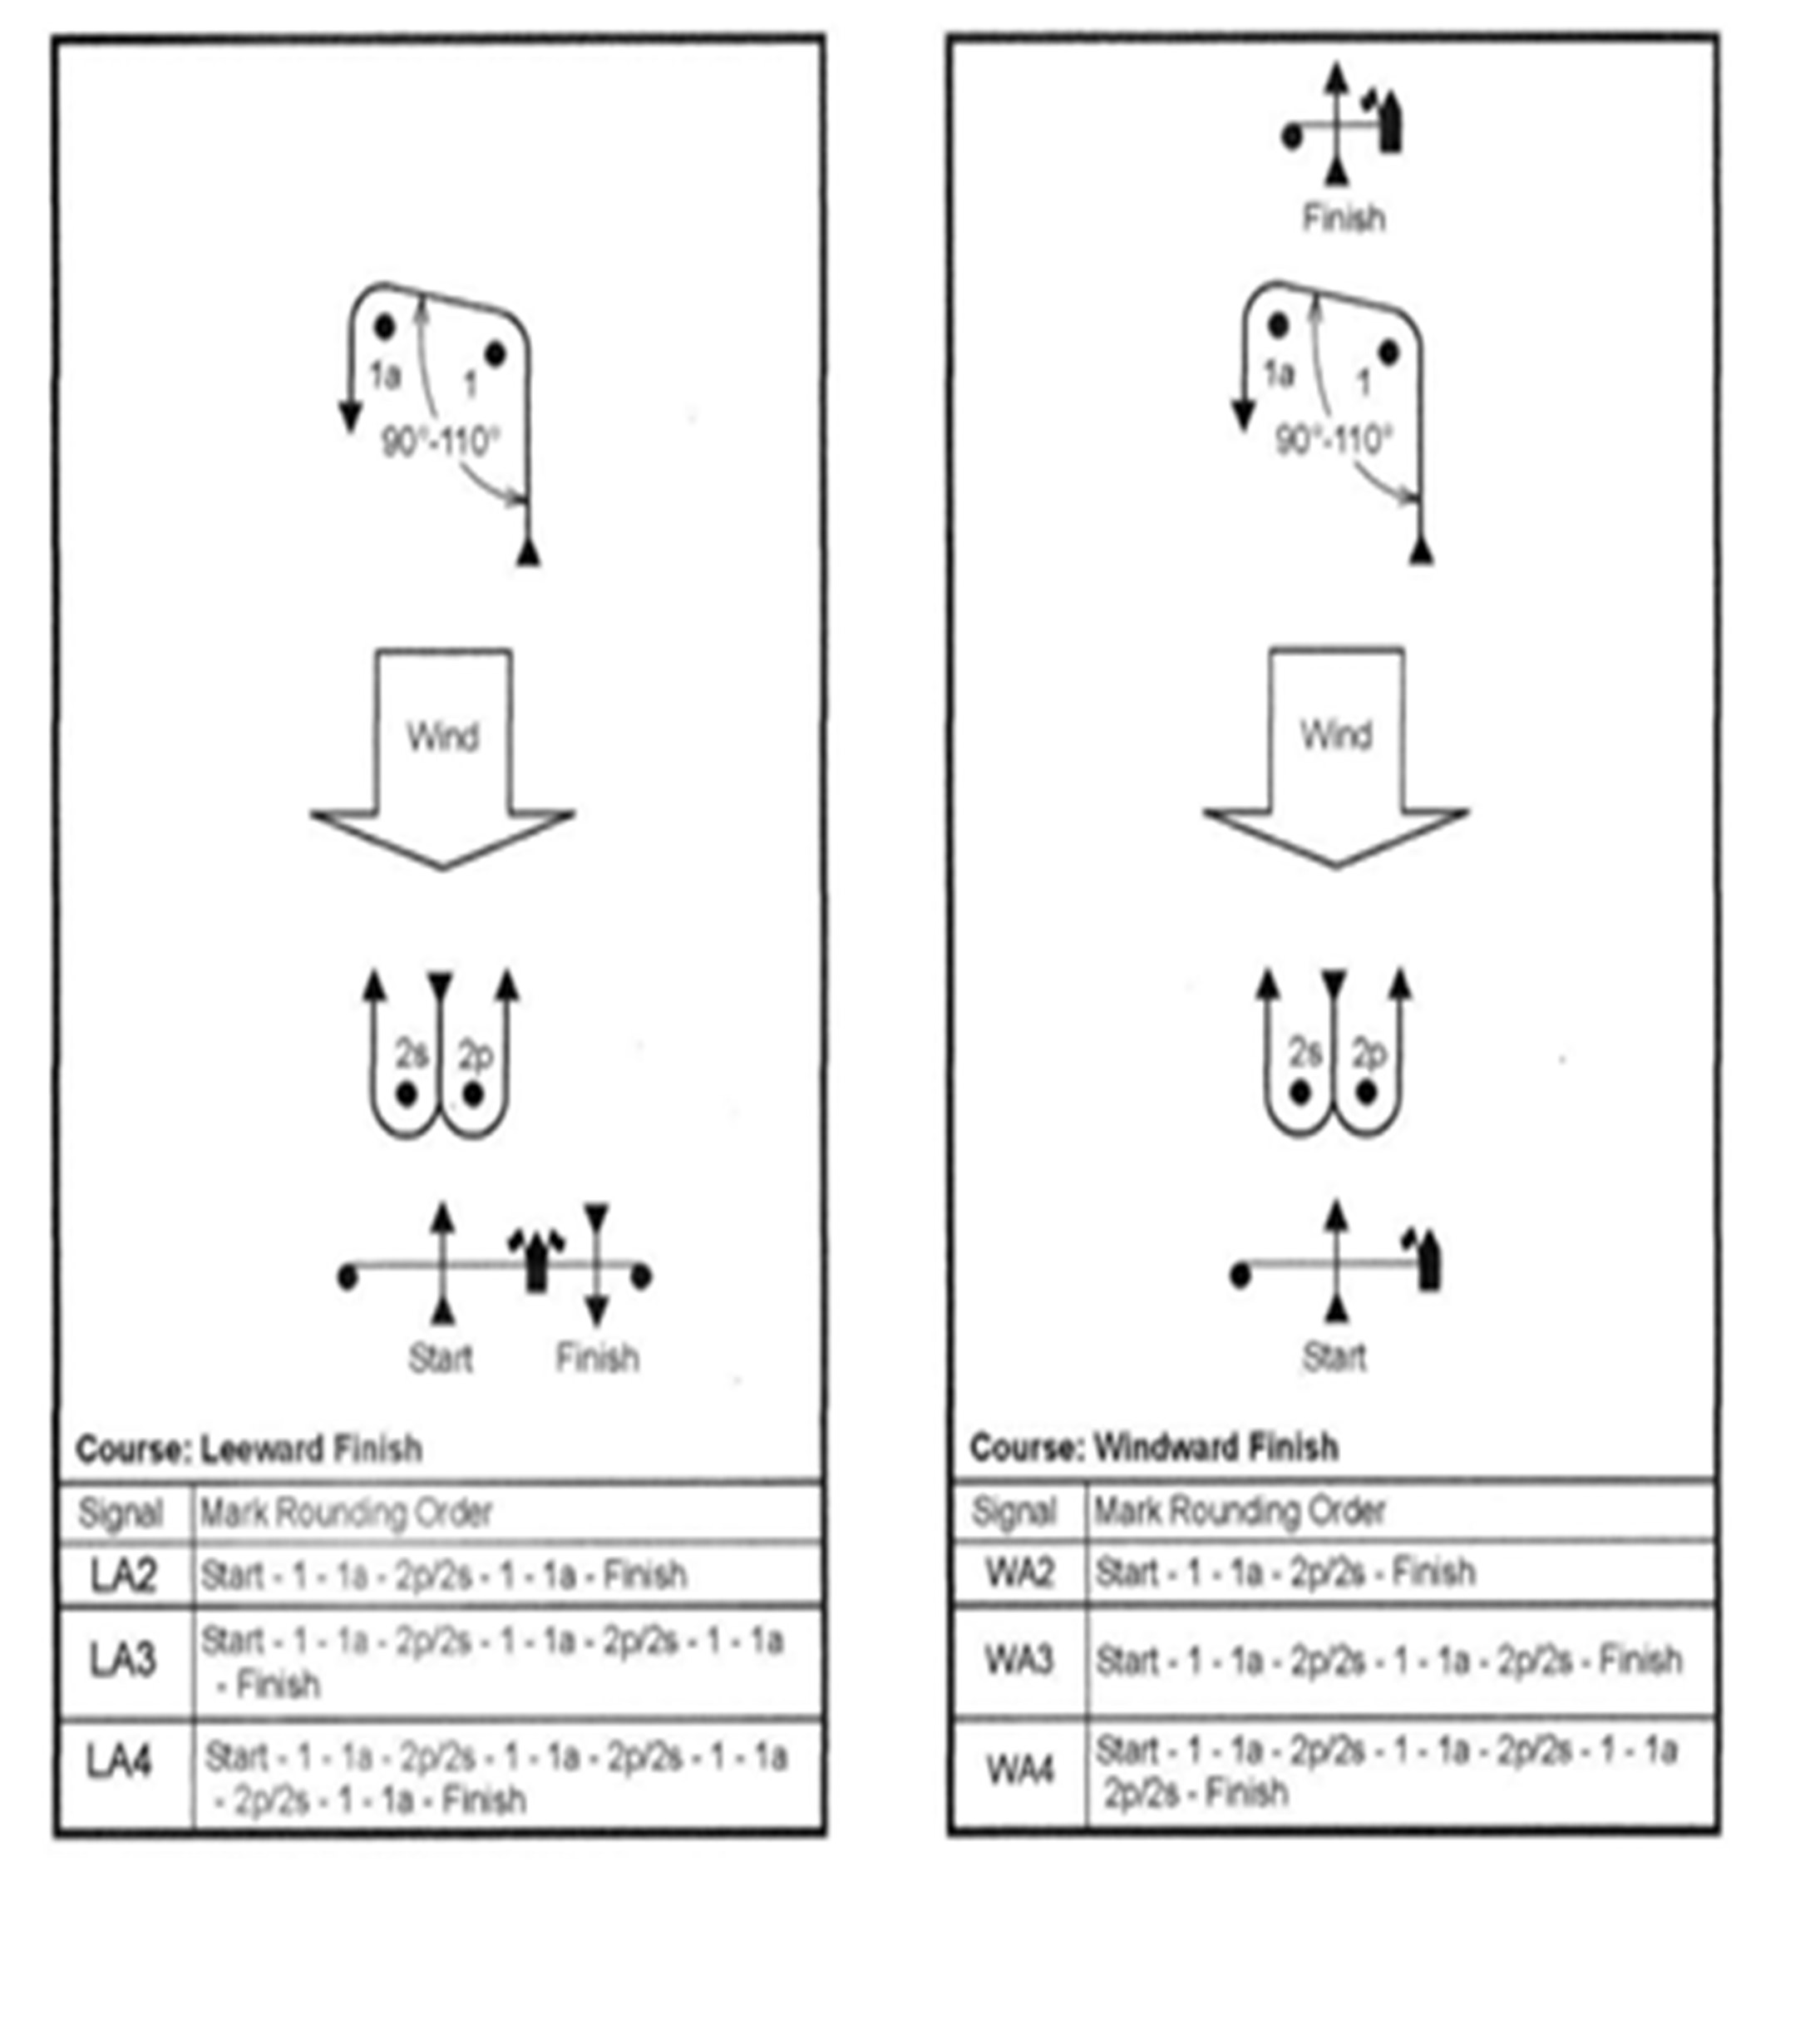 1a
1
90°-110°
Wind
2s 2p
Start Finish
Course: Leeward Finish
Signal Mark Rounding Order
LA2 Start - 1 - 1a - 2p/2s - 1 - 1a - Finish
LA3 Start - 1 - 1a - 2p/2s - 1 - 1a - 2p/2s - 1 - 1a
- Finish
LA4 Start - 1 - 1a - 2p/2s - 1 - 1a - 2p/2s - 1 - 1a
- 2p/2s - 1 - 1a - Finish
Finish
1a
1
90°-110°
Wind
2s 2p
Start
Course: Windward Finish
Signal Mark Rounding Order
WA2 Start - 1 - 1a - 2p/2s - Finish
WA3 Start - 1 - 1a - 2p/2s - 1 - 1a - 2p/2s - Finish
WA4 Start - 1 - 1a - 2p/2s - 1 - 1a - 2p/2s - 1 - 1a
2p/2s - Finish